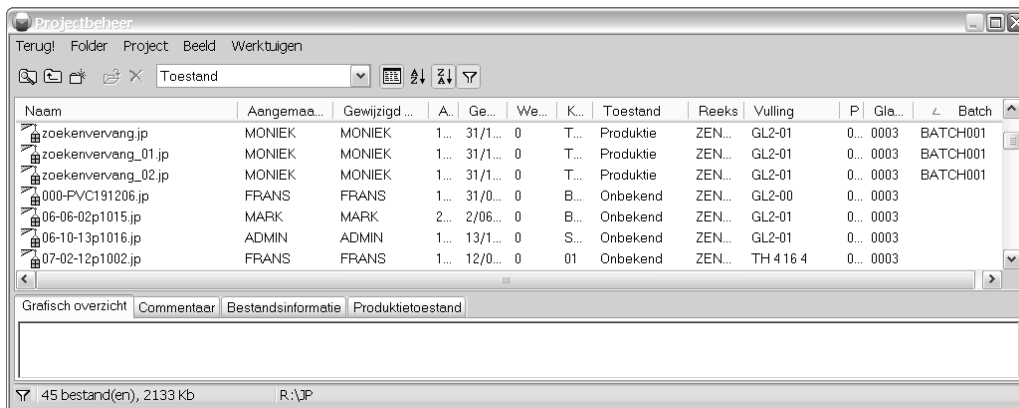 Projectbeheer
Terug! Folder Project Beeld Werktuigen
Toestand
Naam Aangemaa... Gewijzigd ... A.. Ge... We... K... Toestand Reeks Vulling P Gla... Batch
zoekenvervang.jp MONIEK MONIEK 1... 31/1... 0 T... Produktie ZEN... GL2-01 0... 0003 BATCH001
zoekenvervang_01.jp MONIEK MONIEK 1... 31/1... 0 T... Produktie ZEN... GL2-01 0... 0003 BATCH001
zoekenvervang_02.jp MONIEK MONIEK 1... 31/1... 0 T... Produktie ZEN... GL2-01 0... 0003 BATCH001
000-PVC191206.jp FRANS FRANS 1... 31/0... 0 B... Onbekend ZEN... GL2-00 0... 0003
06-06-02p1015.jp MARK MARK 2... 2/06... 0 B... Onbekend ZEN... GL2-01 0... 0003
06-10-13p1016.jp ADMIN ADMIN 1... 13/1... 0 S... Onbekend ZEN... GL2-01 0... 0003
07-02-12p1002.jp FRANS FRANS 1... 12/0... 0 01 Onbekend ZEN... TH 4 16 4 0... 0003
Grafisch overzicht Commentaar Bestandsinformatie Produktietoestand
45 bestand(en), 2133 Kb R:\JP